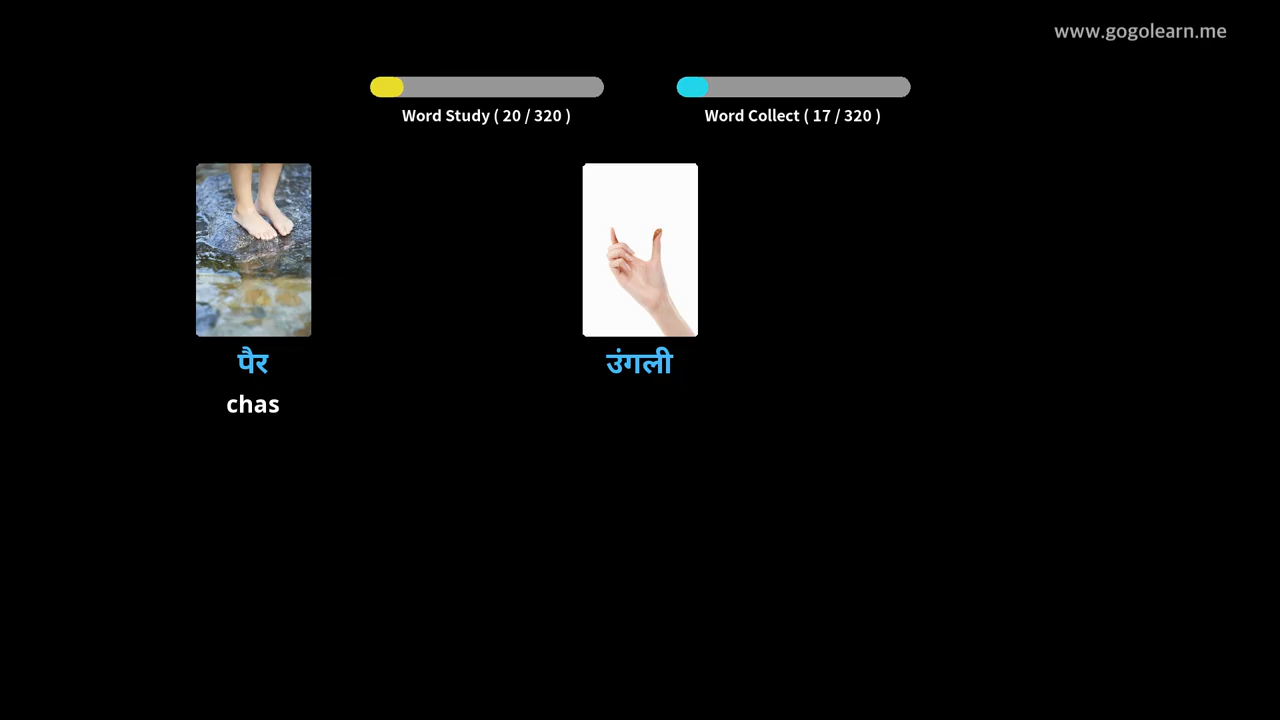 www.gogolearn.me
Word Study ( 20 / 320 )
Word Collect ( 17 / 320 )
पैर
उंगली
chas